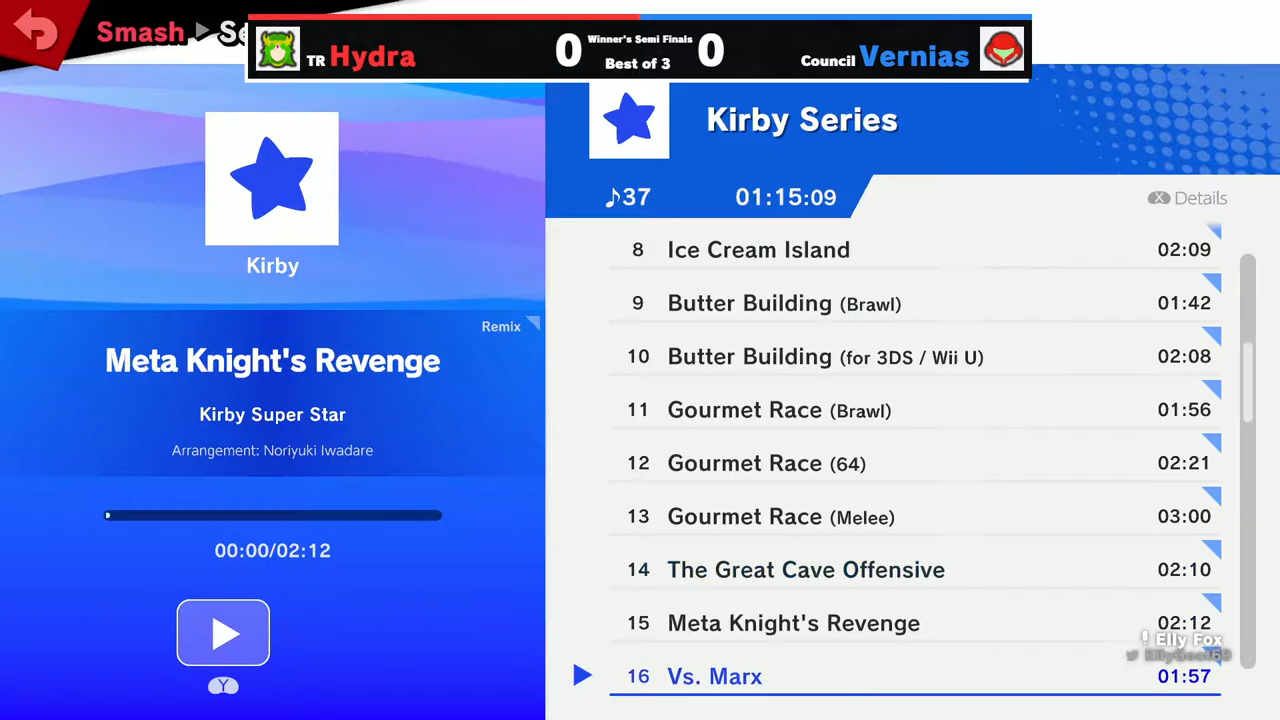 Smash
Winner's Semi Finals
TR Hydra
0
0
Best of 3
Council Vernias
Kirby Series
♪37
01:15:09
X Details
Kirby
Remix
Meta Knight's Revenge
Kirby Super Star
Arrangement: Noriyuki Iwadare
00:00/02:12
Y
8 Ice Cream Island 02:09
9 Butter Building (Brawl) 01:42
10 Butter Building (for 3DS / Wii U) 02:08
11 Gourmet Race (Brawl) 01:56
12 Gourmet Race (64) 02:21
13 Gourmet Race (Melee) 03:00
14 The Great Cave Offensive 02:10
15 Meta Knight's Revenge 02:12
Elly Fox
16 Vs. Marx 01:57